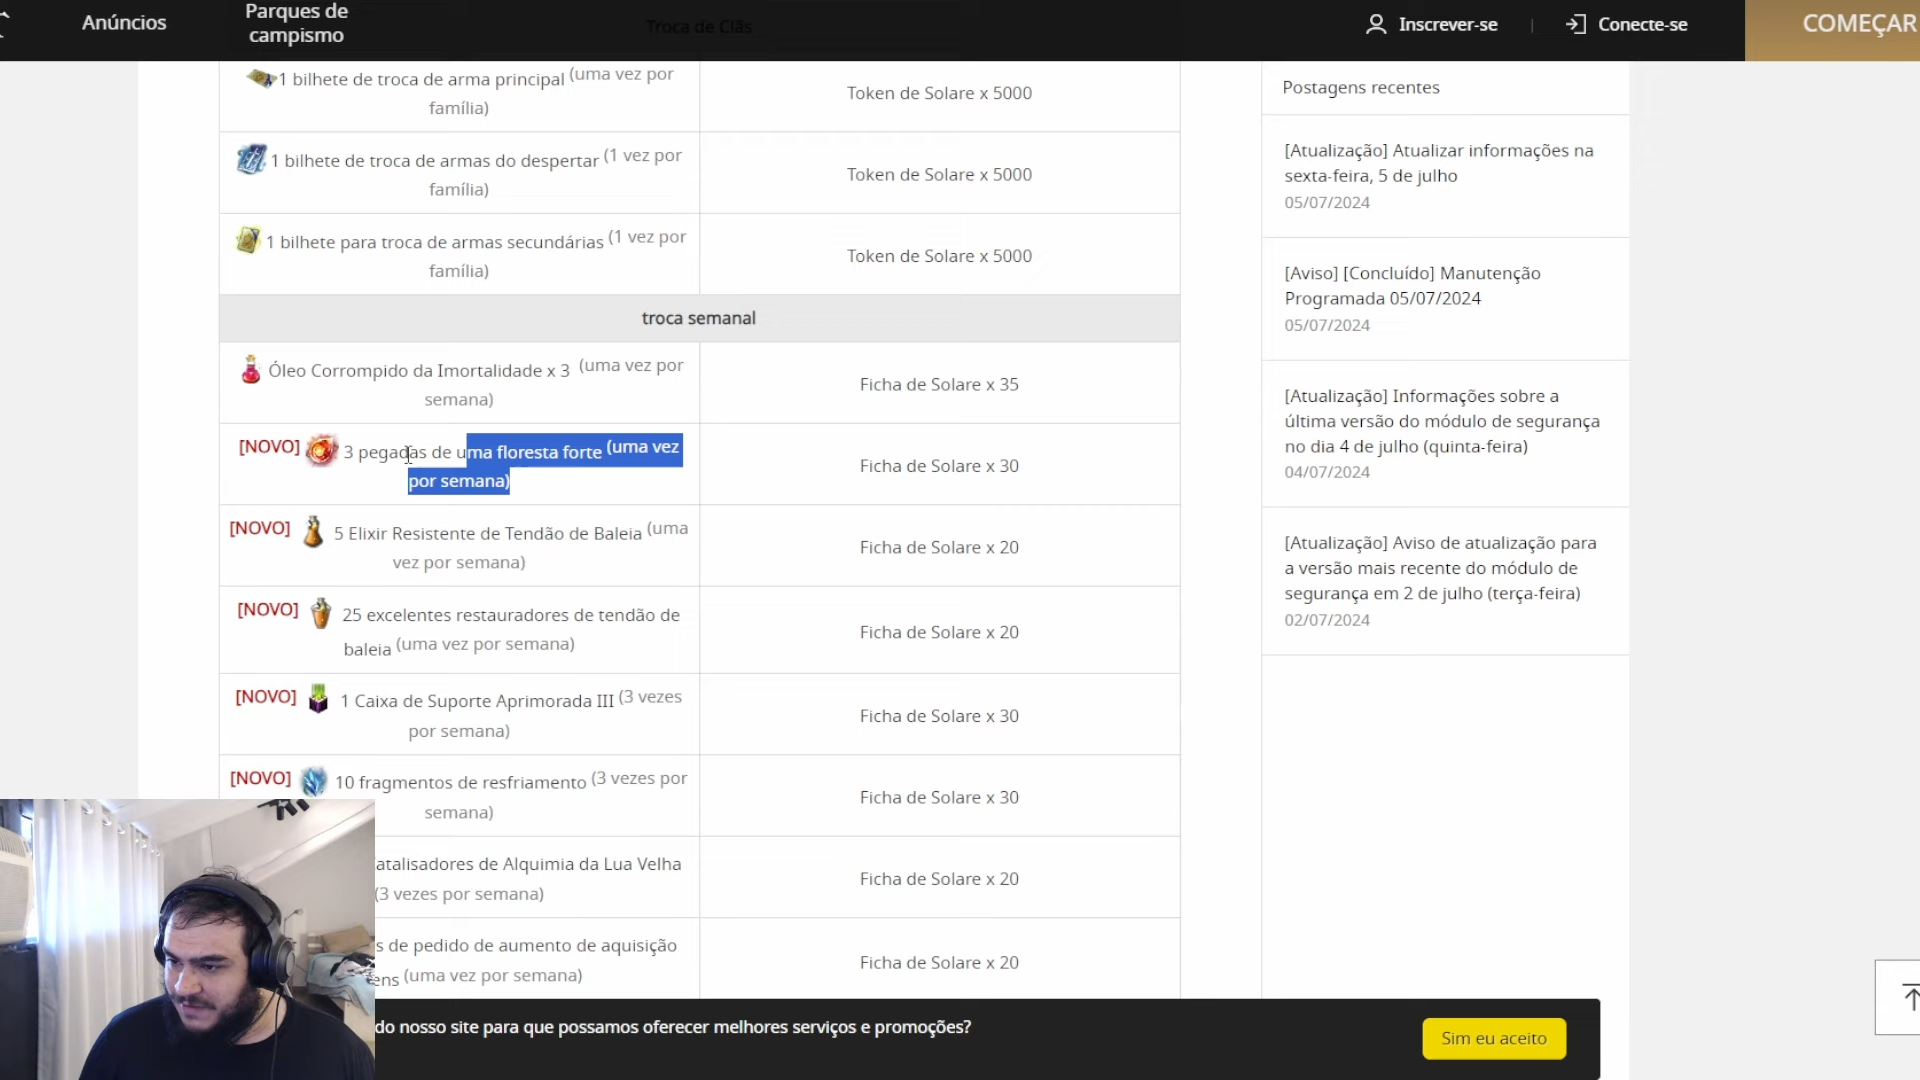 Anúncios
Parques de
campismo
Troca de Clãs
Inscrever-se
Conecte-se
COMEÇAR
1 bilhete de troca de arma principal (uma vez por
família)
Token de Solare x 5000
1 bilhete de troca de armas do despertar (1 vez por
família)
Token de Solare x 5000
1 bilhete para troca de armas secundárias (1 vez por
família)
Token de Solare x 5000
troca semanal
Óleo Corrompido da Imortalidade x 3 (uma vez por
semana)
Ficha de Solare x 35
[NOVO] 3 pegadas de uma floresta forte (uma vez
por semana)
Ficha de Solare x 30
[NOVO] 5 Elixir Resistente de Tendão de Baleia (uma
vez por semana)
Ficha de Solare x 20
[NOVO] 25 excelentes restauradores de tendão de
baleia (uma vez por semana)
Ficha de Solare x 20
[NOVO] 1 Caixa de Suporte Aprimorada III (3 vezes
por semana)
Ficha de Solare x 30
[NOVO] 10 fragmentos de resfriamento (3 vezes por
semana)
Ficha de Solare x 30
atalisadores de Alquimia da Lua Velha
(3 vezes por semana)
Ficha de Solare x 20
s de pedido de aumento de aquisição
ens (uma vez por semana)
Ficha de Solare x 20
Postagens recentes
[Atualização] Atualizar informações na
sexta-feira, 5 de julho
05/07/2024
[Aviso] [Concluído] Manutenção
Programada 05/07/2024
05/07/2024
[Atualização] Informações sobre a
última versão do módulo de segurança
no dia 4 de julho (quinta-feira)
04/07/2024
[Atualização] Aviso de atualização para
a versão mais recente do módulo de
segurança em 2 de julho (terça-feira)
02/07/2024
do nosso site para que possamos oferecer melhores serviços e promoções?
Sim eu aceito